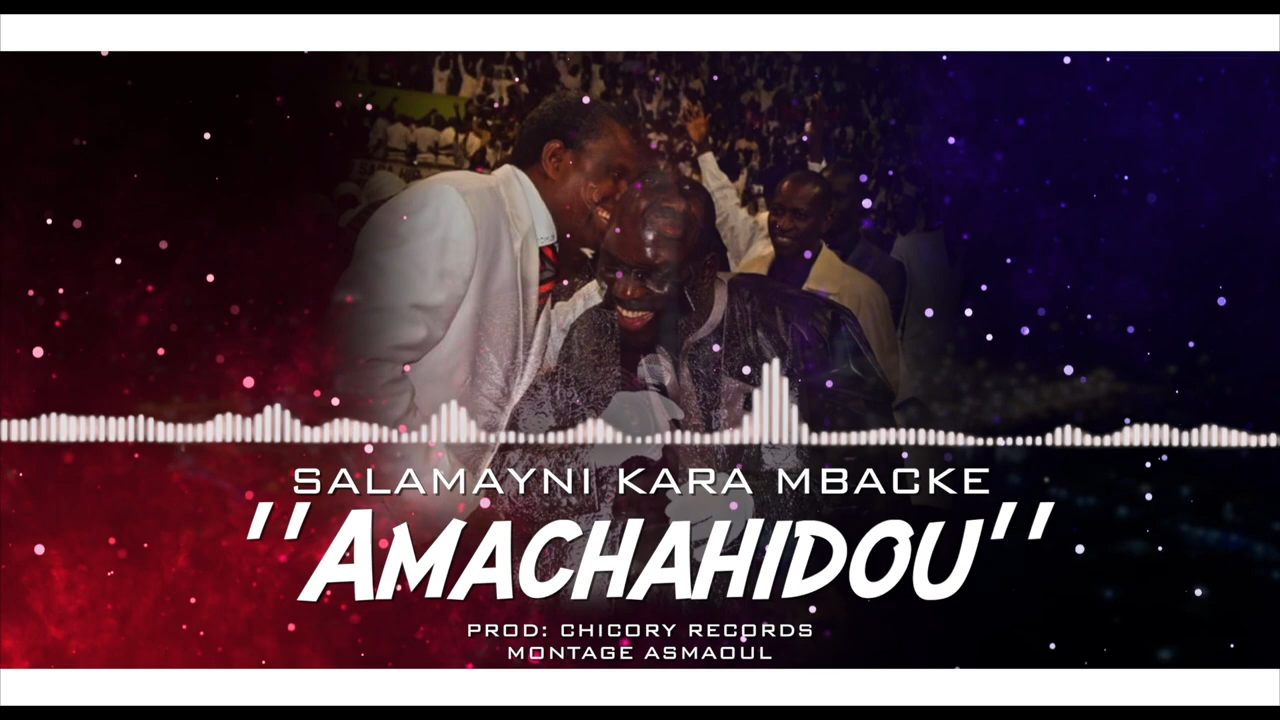 SALAMAYNI KARA MBACKE
''AMACHAHIDOU''
PROD: CHICORY RECORDS
MONTAGE ASMAOUL